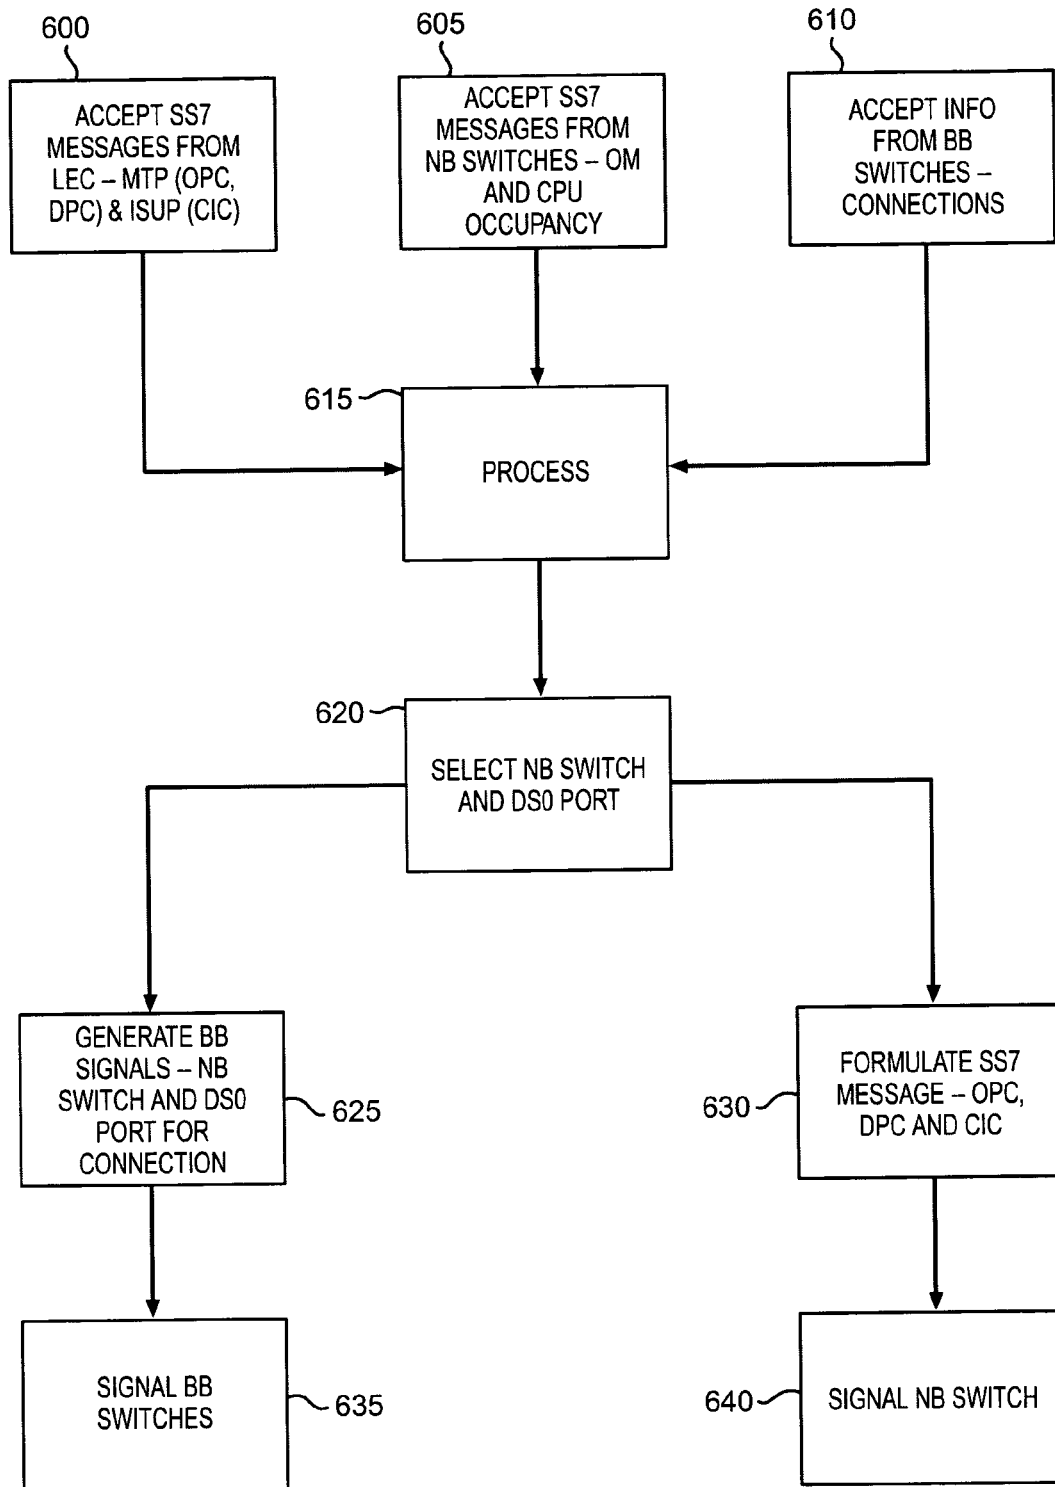 600
ACCEPT SS7
MESSAGES FROM
LEC – MTP (OPC,
DPC) & ISUP (CIC)
605
ACCEPT SS7
MESSAGES FROM
NB SWITCHES – OM
AND CPU
OCCUPANCY
610
ACCEPT INFO
FROM BB
SWITCHES –
CONNECTIONS
615
PROCESS
620
SELECT NB SWITCH
AND DS0 PORT
GENERATE BB
SIGNALS – NB
SWITCH AND DS0
PORT FOR
CONNECTION
625
630
FORMULATE SS7
MESSAGE – OPC,
DPC AND CIC
SIGNAL BB
SWITCHES
635
640
SIGNAL NB SWITCH